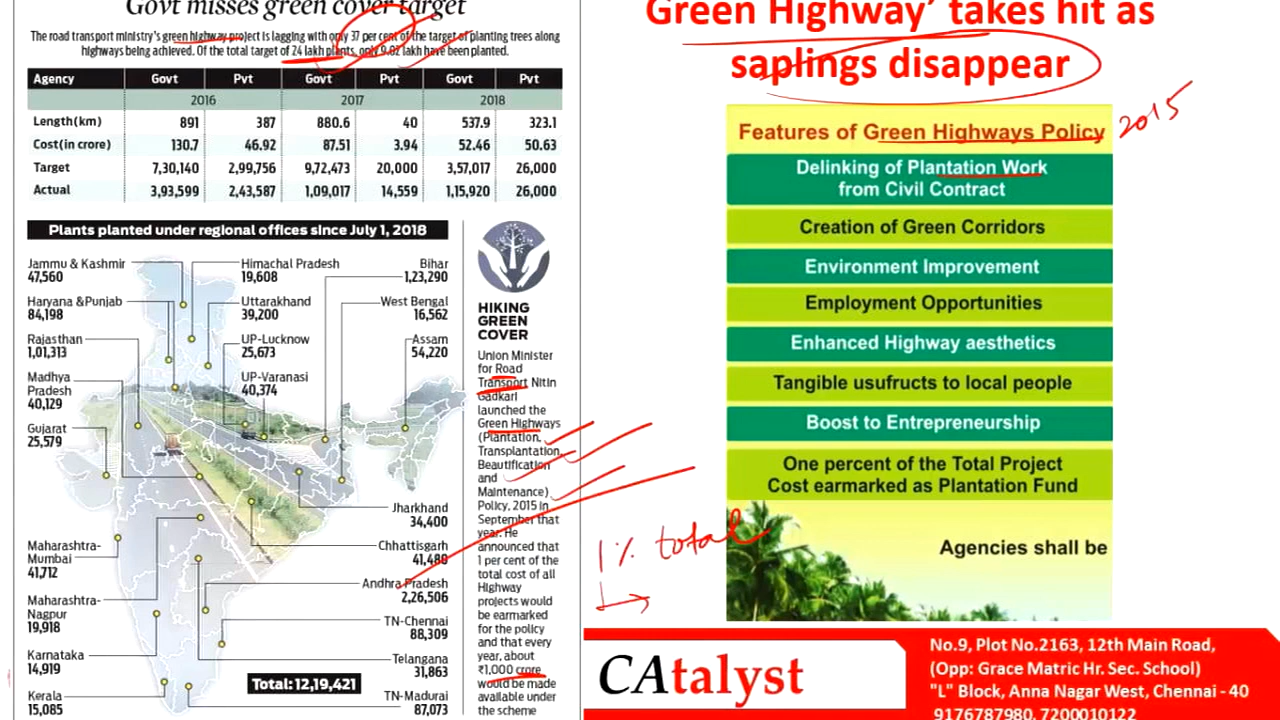 Govt misses green cover target
The road transport ministry's green highway project is lagging with only 37 per cent of the target of planting trees along
highways being achieved. Of the total target of 24 lakh plants, only 9.02 lakh have been planted.
Agency Govt Pvt Govt Pvt Govt Pvt
2016 2017 2018
Length(km) 891 387 880.6 40 537.9 323.1
Cost(in crore) 130.7 46.92 87.51 3.94 52.46 50.63
Target 7,30,140 2,99,756 9,72,473 20,000 3,57,017 26,000
Actual 3,93,599 2,43,587 1,09,017 14,559 1,15,920 26,000
Plants planted under regional offices since July 1, 2018
Jammu & Kashmir
47,560
Haryana &Punjab
84,198
Rajasthan
1,01,313
Madhya
Pradesh
40,129
Gujarat
25,579
Maharashtra-
Mumbai
41,712
Maharashtra-
Nagpur
19,918
Karnataka
14,919
Kerala
15,085
Himachal Pradesh
19,608
Uttarakhand
39,200
UP-Lucknow
25,673
UP-Varanasi
40,374
Bihar
1,23,290
West Bengal
16,562
Assam
54,220
Jharkhand
34,400
Chhattisgarh
41,488
Andhra Pradesh
2,26,506
TN-Chennai
88,309
Telangana
31,863
TN-Madurai
87,073
Total: 12,19,421
HIKING
GREEN
COVER
Union Minister
for Road
Transport Nitin
Gadkari
launched the
Green Highways
(Plantation,
Transplantation,
Beautification
and
Maintenance)
Policy, 2015 in
September that
year. He
announced that
1 per cent of the
total cost of all
Highway
projects would
be earmarked
for the policy
and that every
year, about
₹1,000 crore
would be made
available under
the scheme
Green Highway’ takes hit as
saplings disappear
Features of Green Highways Policy
2015
Delinking of Plantation Work
from Civil Contract
Creation of Green Corridors
Environment Improvement
Employment Opportunities
Enhanced Highway aesthetics
Tangible usufructs to local people
Boost to Entrepreneurship
One percent of the Total Project
Cost earmarked as Plantation Fund
Agencies shall be
1% total
CAtalyst
No.9, Plot No.2163, 12th Main Road,
(Opp: Grace Matric Hr. Sec. School)
"L" Block, Anna Nagar West, Chennai - 40
9176787980, 7200010122